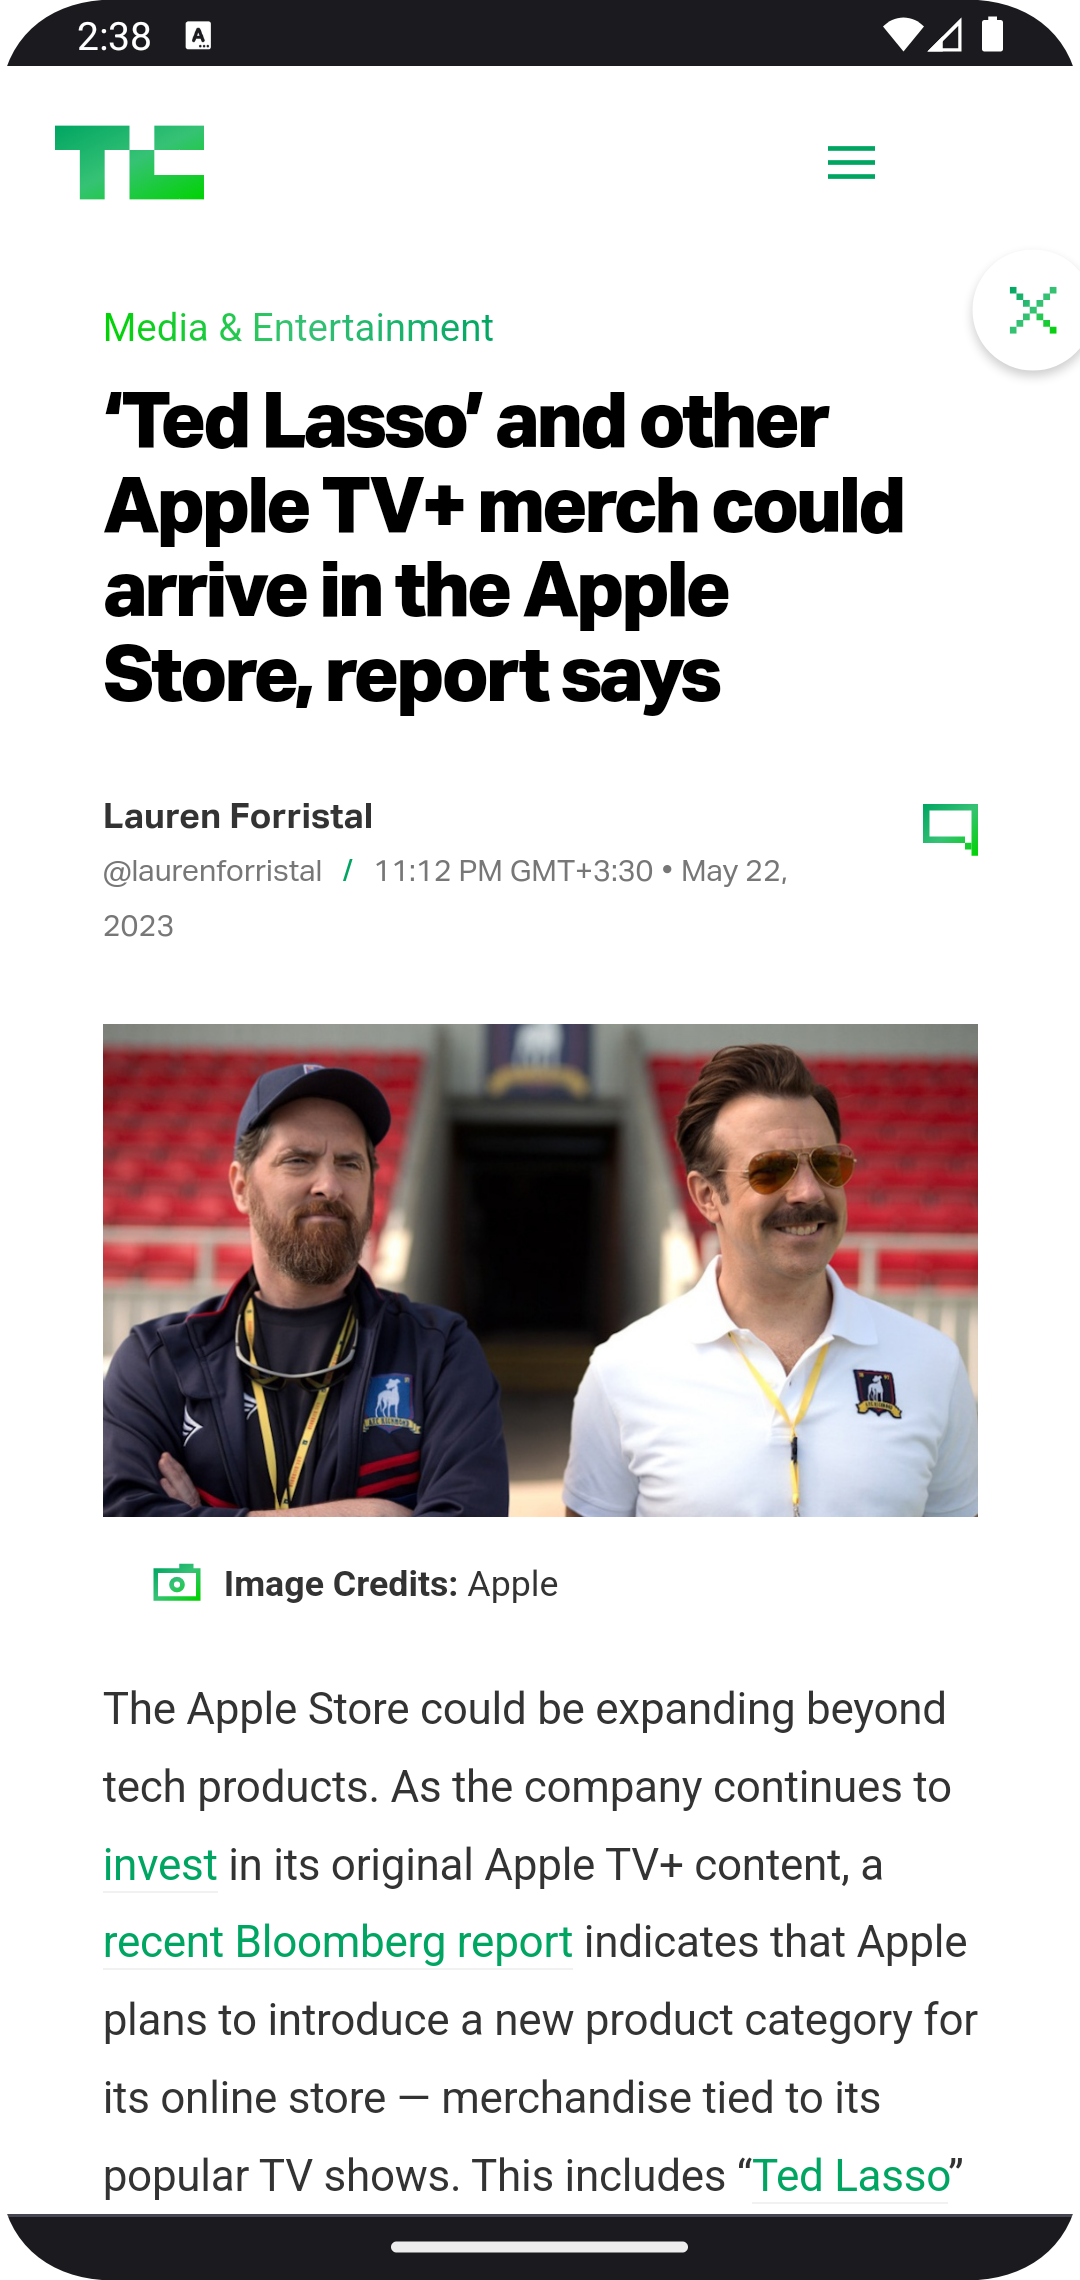 2:38
A
TC
Media & Entertainment
‘Ted Lasso’ and other
Apple TV+ merch could
arrive in the Apple
Store, report says
Lauren Forristal
@laurenforristal / 11:12 PM GMT+3:30 • May 22,
2023
Image Credits: Apple
The Apple Store could be expanding beyond
tech products. As the company continues to
invest in its original Apple TV+ content, a
recent Bloomberg report indicates that Apple
plans to introduce a new product category for
its online store — merchandise tied to its
popular TV shows. This includes “Ted Lasso”